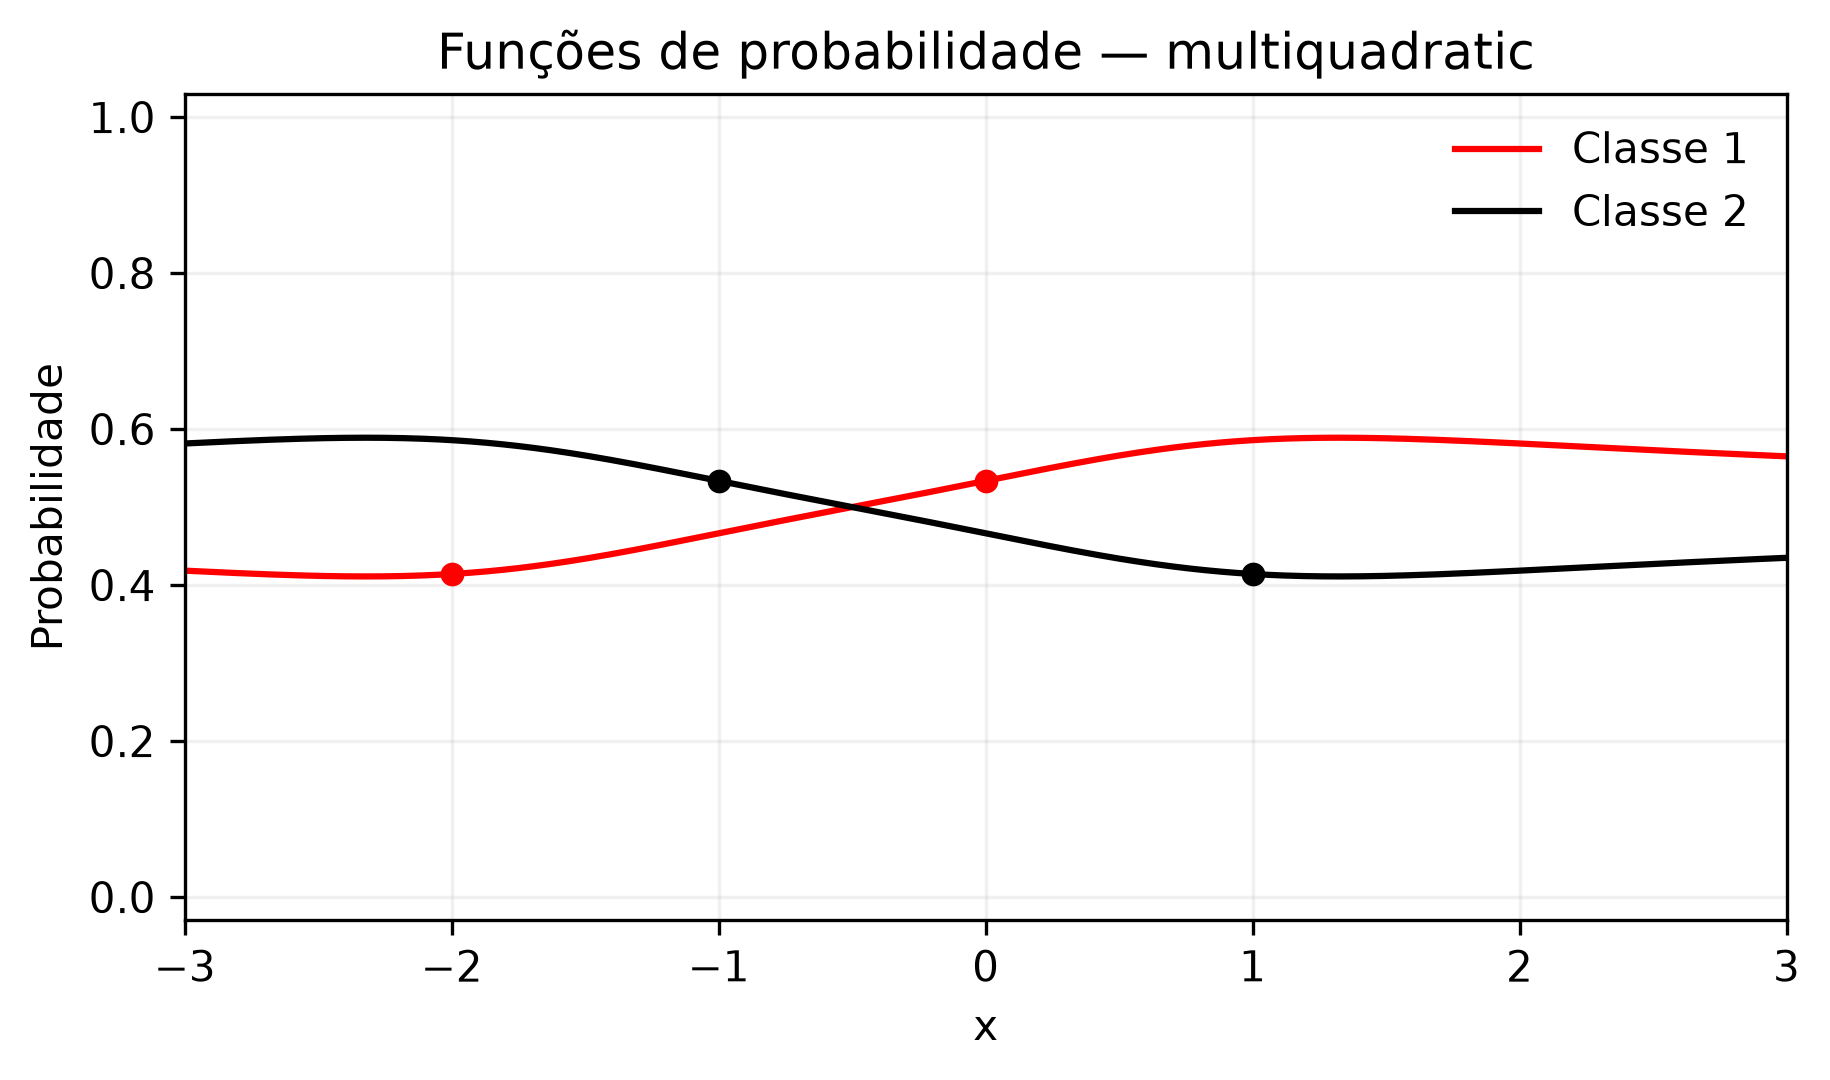 Funções de probabilidade — multiquadratic
1.0
0.8
0.6
0.4
0.2
0.0
Probabilidade
Classe 1
Classe 2
−3 −2 −1 0 1 2 3
x